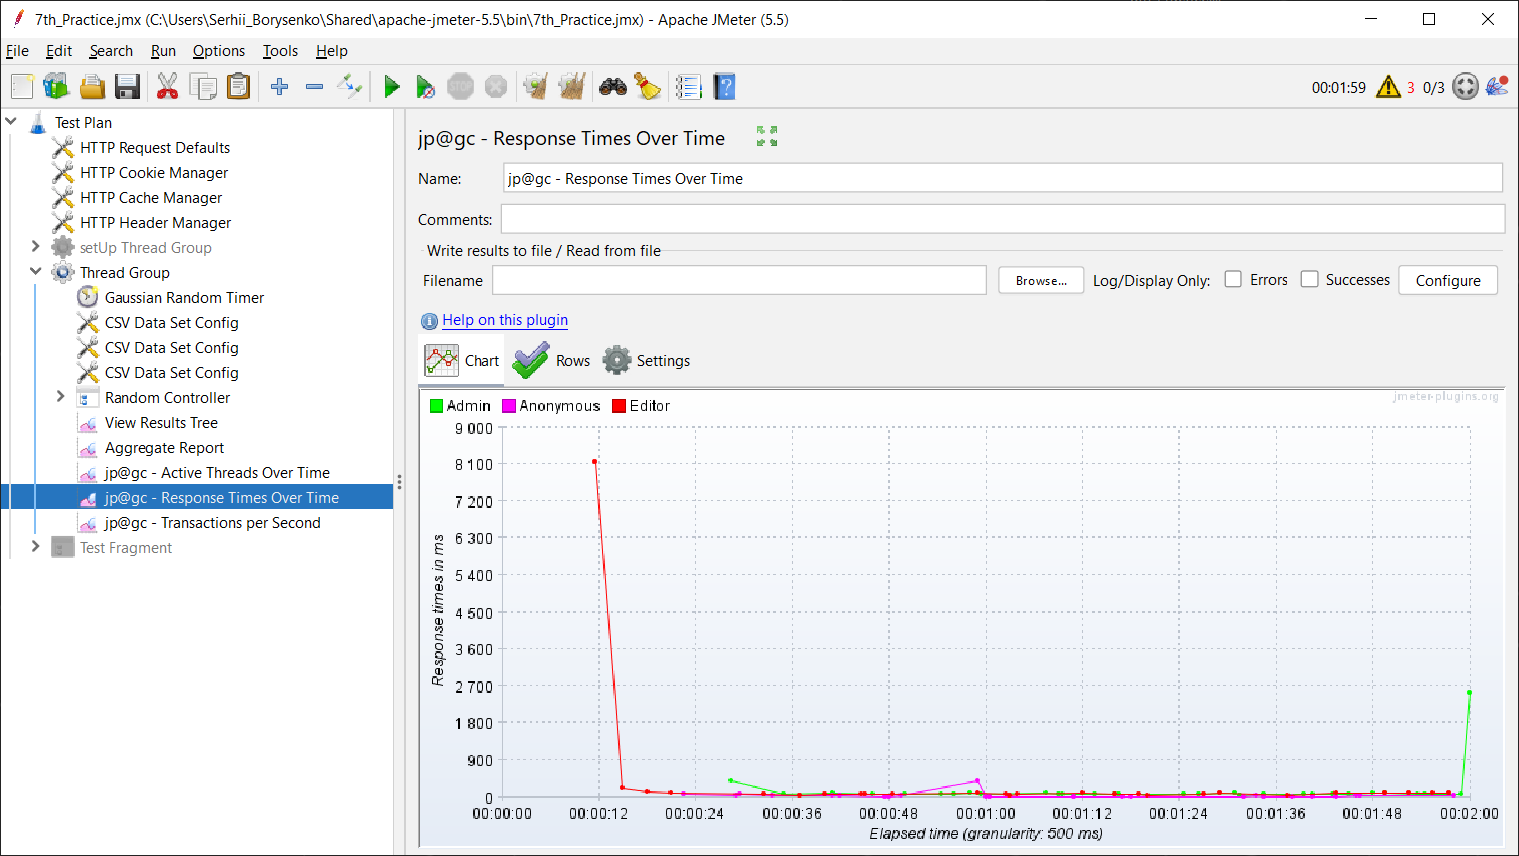 7th_Practice.jmx (C:\Users\Serhii_Borysenko\Shared\apache-jmeter-5.5\bin\7th_Practice.jmx) - Apache JMeter (5.5)
File Edit Search Run Options Tools Help
STOP 00:01:59 3 0/3
Test Plan
HTTP Request Defaults
HTTP Cookie Manager
HTTP Cache Manager
HTTP Header Manager
setUp Thread Group
Thread Group
Gaussian Random Timer
CSV Data Set Config
CSV Data Set Config
CSV Data Set Config
Random Controller
View Results Tree
Aggregate Report
jp@gc - Active Threads Over Time
jp@gc - Response Times Over Time
jp@gc - Transactions per Second
Test Fragment
jp@gc - Response Times Over Time
Name: jp@gc - Response Times Over Time
Comments:
Write results to file / Read from file
Filename Browse... Log/Display Only: Errors Successes Configure
Help on this plugin
Chart Rows Settings
jmeter-plugins.org
Admin Anonymous Editor
9 000
8 100
7 200
6 300
5 400
4 500
3 600
2 700
1 800
900
0
Response times in ms
00:00:00 00:00:12 00:00:24 00:00:36 00:00:48 00:01:00 00:01:12 00:01:24 00:01:36 00:01:48 00:02:00
Elapsed time (granularity: 500 ms)